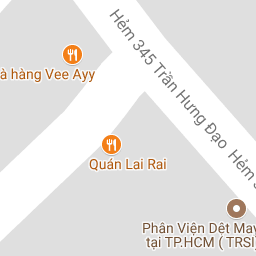 Hẻm 345 Trần Hưng Đạo
Hẻm
à hàng Vee Ayy
Quán Lai Rai
Phân Viện Dệt May
tại TP.HCM ( TRSI)